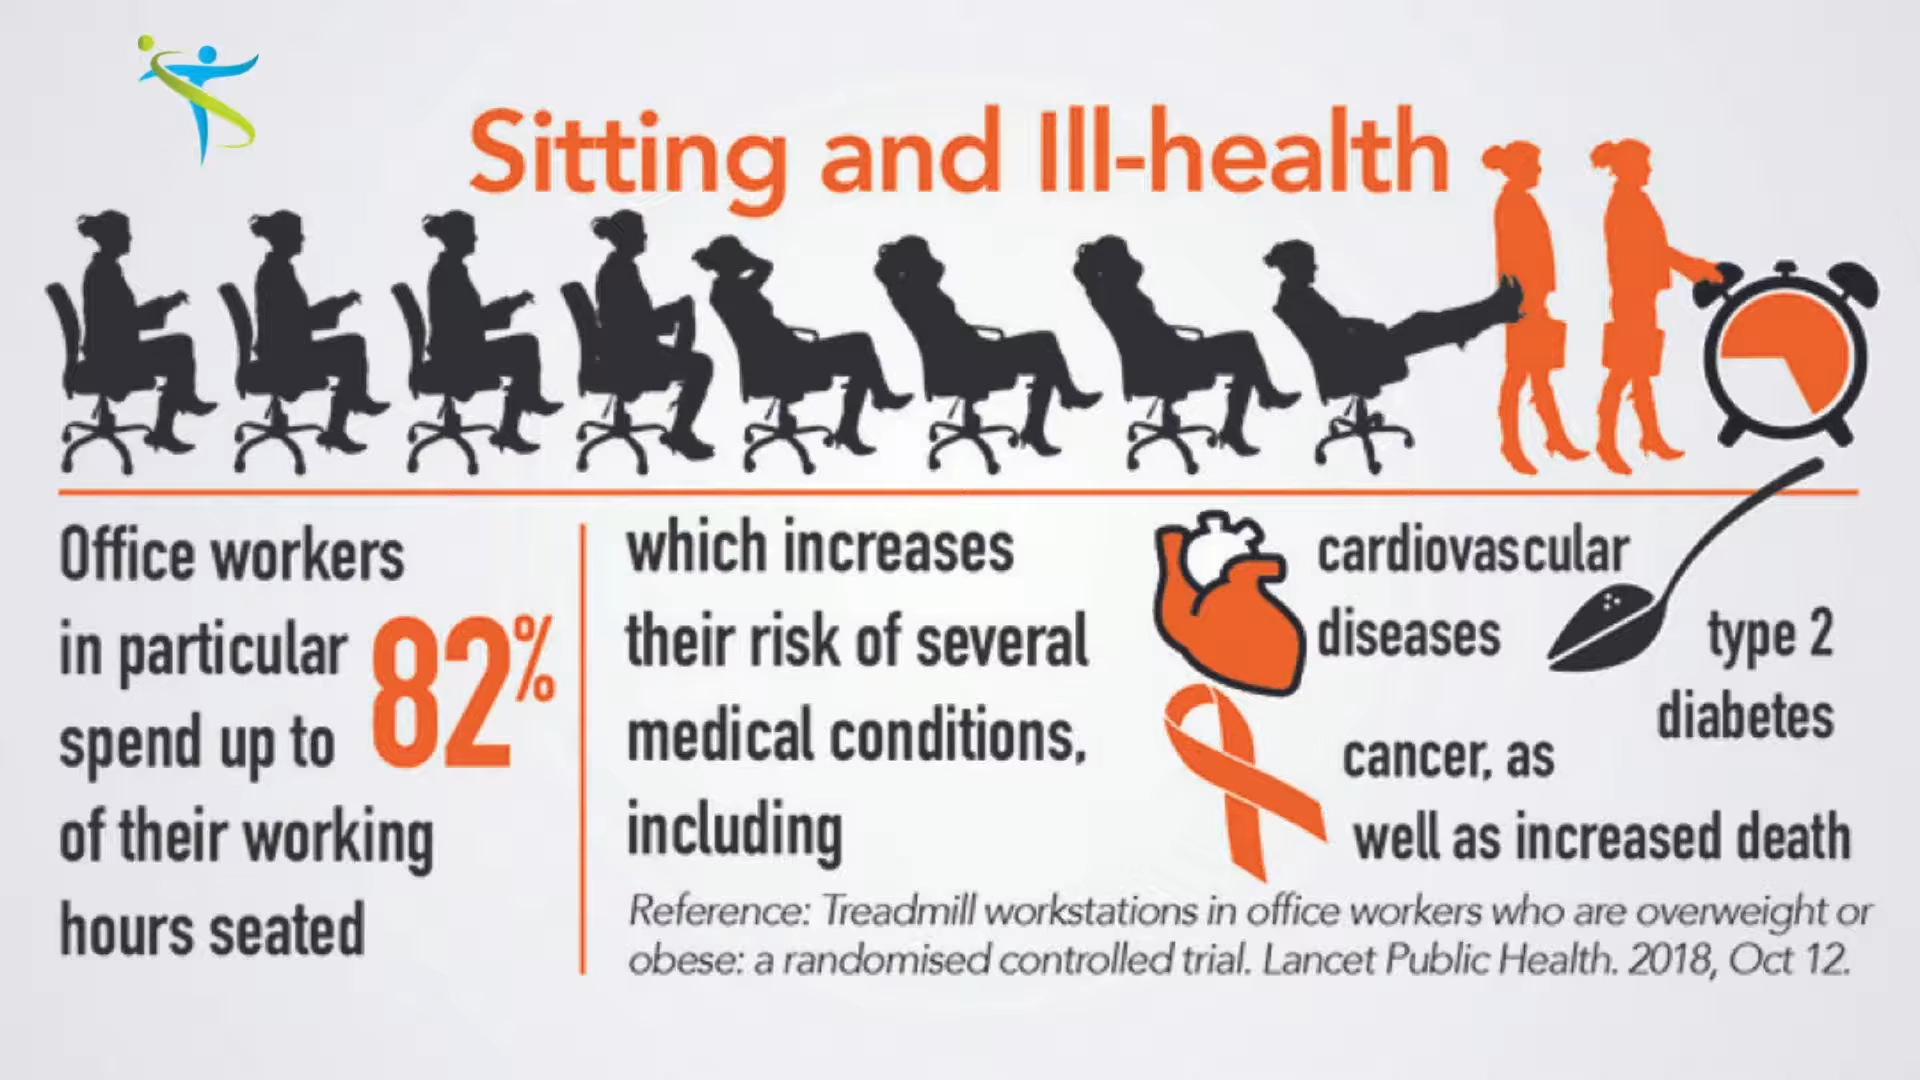 Sitting and Ill-health
Office workers
in particular
spend up to
82%
of their working
hours seated
which increases
their risk of several
medical conditions,
including
cardiovascular
diseases
type 2
diabetes
cancer, as
well as increased death
Reference: Treadmill workstations in office workers who are overweight or
obese: a randomised controlled trial. Lancet Public Health. 2018, Oct 12.